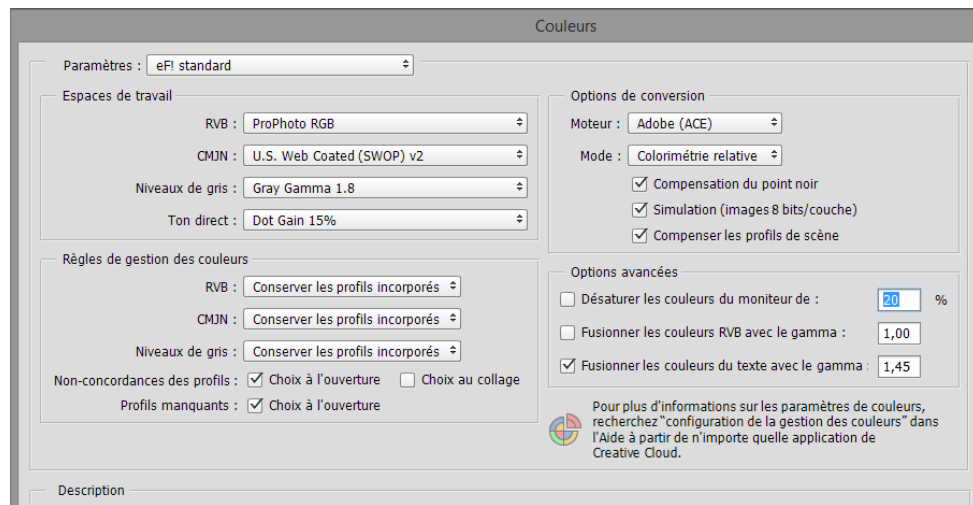 Couleurs
Paramètres : eF! standard
Espaces de travail
RVB : ProPhoto RGB
CMJN : U.S. Web Coated (SWOP) v2
Niveaux de gris : Gray Gamma 1.8
Ton direct : Dot Gain 15%
Règles de gestion des couleurs
RVB : Conserver les profils incorporés
CMJN : Conserver les profils incorporés
Niveaux de gris : Conserver les profils incorporés
Non-concordances des profils : Choix à l'ouverture Choix au collage
Profils manquants : Choix à l'ouverture
Options de conversion
Moteur : Adobe (ACE)
Mode : Colorimétrie relative
Compensation du point noir
Simulation (images 8 bits/couche)
Compenser les profils de scène
Options avancées
Désaturer les couleurs du moniteur de : 20 %
Fusionner les couleurs RVB avec le gamma : 1,00
Fusionner les couleurs du texte avec le gamma : 1,45
Pour plus d'informations sur les paramètres de couleurs,
recherchez "configuration de la gestion des couleurs" dans
l'Aide à partir de n'importe quelle application de
Creative Cloud.
Description